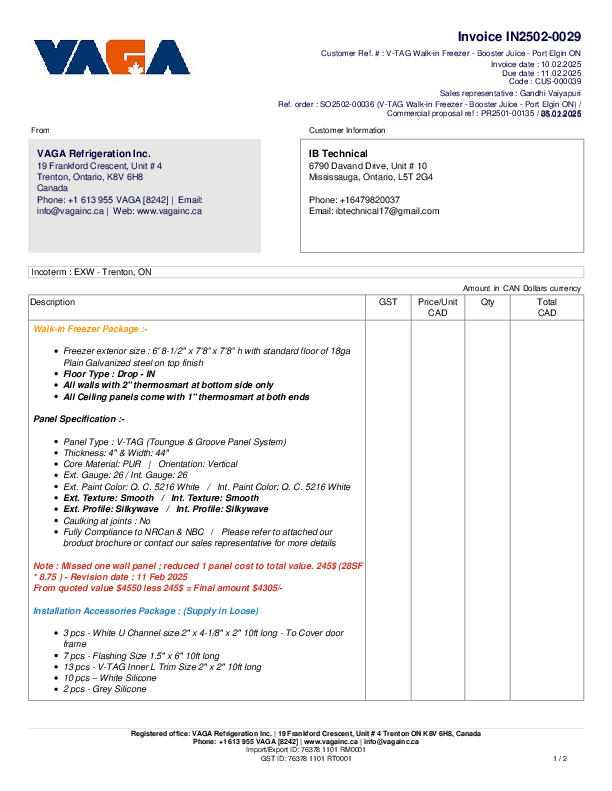 VAGA
Invoice IN2502-0029
Customer Ref. # : V-TAG Walk-in Freezer - Booster Juice - Port Elgin ON
Invoice date : 10.02.2025
Due date : 11.02.2025
Code : CUS-000039
Sales representative : Gandhi Vaiyapuri
Ref. order : SO2502-00036 (V-TAG Walk-in Freezer - Booster Juice - Port Elgin ON) /
Commercial proposal ref : PR2501-00135 /
From
Customer Information
VAGA Refrigeration Inc.
19 Frankford Crescent, Unit # 4
Trenton, Ontario, K8V 6H8
Canada
Phone: +1 613 955 VAGA [8242] | Email:
info@vagainc.ca | Web: www.vagainc.ca
IB Technical
6790 Davand Drive, Unit # 10
Mississauga, Ontario, L5T 2G4
Phone: +16479820037
Email: ibtechnical17@gmail.com
Incoterm : EXW - Trenton, ON
Amount in CAN Dollars currency
Description GST Price/Unit CAD Qty Total CAD
Walk-in Freezer Package :-
• Freezer exterior size : 6' 8-1/2" x 7'8" x 7'8" h with standard floor of 18ga
Plain Galvanized steel on top finish
• Floor Type : Drop - IN
• All walls with 2" thermosmart at bottom side only
• All Ceiling panels come with 1" thermosmart at both ends
Panel Specification :-
• Panel Type : V-TAG (Toungue & Groove Panel System)
• Thickness: 4" & Width: 44"
• Core Material: PUR | Orientation: Vertical
• Ext. Gauge: 26 / Int. Gauge: 26
• Ext. Paint Color: Q. C. 5216 White / Int. Paint Color: Q. C. 5216 White
• Ext. Texture: Smooth / Int. Texture: Smooth
• Ext. Profile: Silkywave / Int. Profile: Silkywave
• Caulking at joints : No
• Fully Compliance to NRCan & NBC / Please refer to attached our
product brochure or contact our sales representative for more details
Note : Missed one wall panel ; reduced 1 panel cost to total value. 245$ (28SF
* 8.75 ) - Revision date : 11 Feb 2025
From quoted value $4550 less 245$ = Final amount $4305/-
Installation Accessories Package : (Supply in Loose)
• 3 pcs - White U Channel size 2" x 4-1/8" x 2" 10ft long - To Cover door
frame
• 7 pcs - Flashing Size 1.5" x 6" 10ft long
• 13 pcs - V-TAG Inner L Trim Size 2" x 2" 10ft long
• 10 pcs – White Silicone
• 2 pcs - Grey Silicone
Registered office: VAGA Refrigeration Inc. | 19 Frankford Crescent, Unit # 4 Trenton ON K8V 6H8, Canada
Phone: +1 613 955 VAGA [8242] | www.vagainc.ca | info@vagainc.ca
Import/Export ID: 76378 1101 RM0001
GST ID: 76378 1101 RT0001
1 / 2